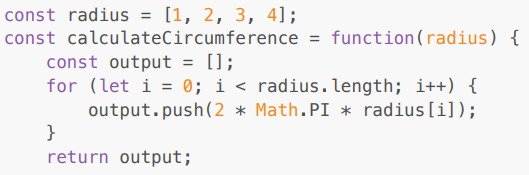 const radius = [1, 2, 3, 4];
const calculateCircumference = function(radius) {
    const output = [];
    for (let i = 0; i < radius.length; i++) {
        output.push(2 * Math.PI * radius[i]);
    }
    return output;